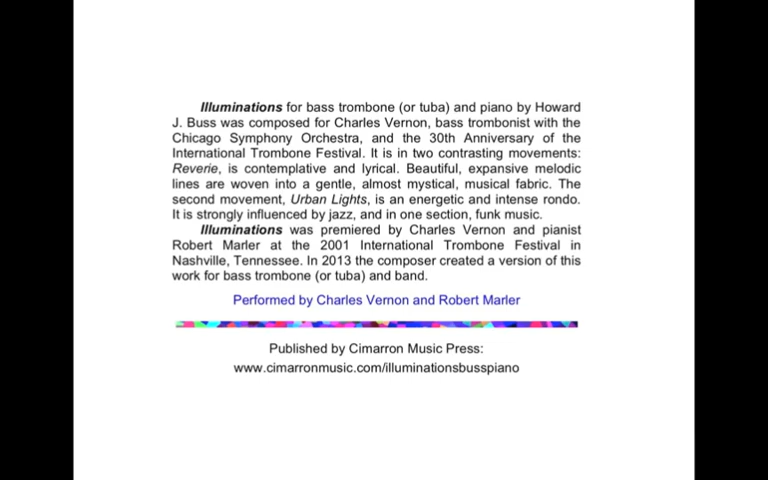 Illuminations for bass trombone (or tuba) and piano by Howard
J. Buss was composed for Charles Vernon, bass trombonist with the
Chicago Symphony Orchestra, and the 30th Anniversary of the
International Trombone Festival. It is in two contrasting movements:
Reverie, is contemplative and lyrical. Beautiful, expansive melodic
lines are woven into a gentle, almost mystical, musical fabric. The
second movement, Urban Lights, is an energetic and intense rondo.
It is strongly influenced by jazz, and in one section, funk music.
Illuminations was premiered by Charles Vernon and pianist
Robert Marler at the 2001 International Trombone Festival in
Nashville, Tennessee. In 2013 the composer created a version of this
work for bass trombone (or tuba) and band.
Performed by Charles Vernon and Robert Marler
Published by Cimarron Music Press:
www.cimarronmusic.com/illuminationsbusspiano